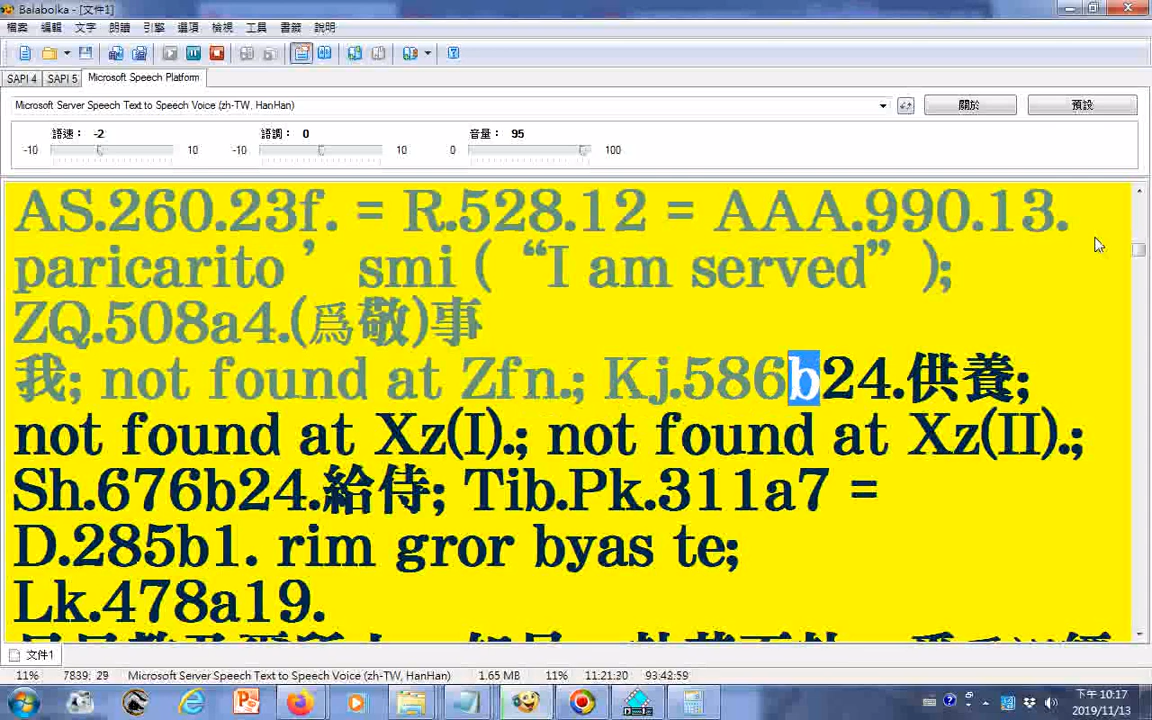 Balabolka - [文件1]
檔案 編輯 文字 朗讀 引擎 選項 檢視 工具 書籤 說明
SAPI 4 SAPI 5 Microsoft Speech Platform
Microsoft Server Speech Text to Speech Voice (zh-TW, HanHan) 關於 預設
語速： -2 語調： 0 音量： 95
-10 10 -10 10 0 100
AS.260.23f. = R.528.12 = AAA.990.13.
paricarito ’ smi ( “I am served” );
ZQ.508a4.(爲敬)事
我; not found at Zfn.; Kj.586b24.供養;
not found at Xz(I).; not found at Xz(II).;
Sh.676b24.給侍; Tib.Pk.311a7 =
D.285b1. rim gror byas te;
Lk.478a19.
文件1
11% 7839; 29 Microsoft Server Speech Text to Speech Voice (zh-TW, HanHan) 1.65 MB 11% 11:21:20 93:42:59
下午 10:17
2019/11/13